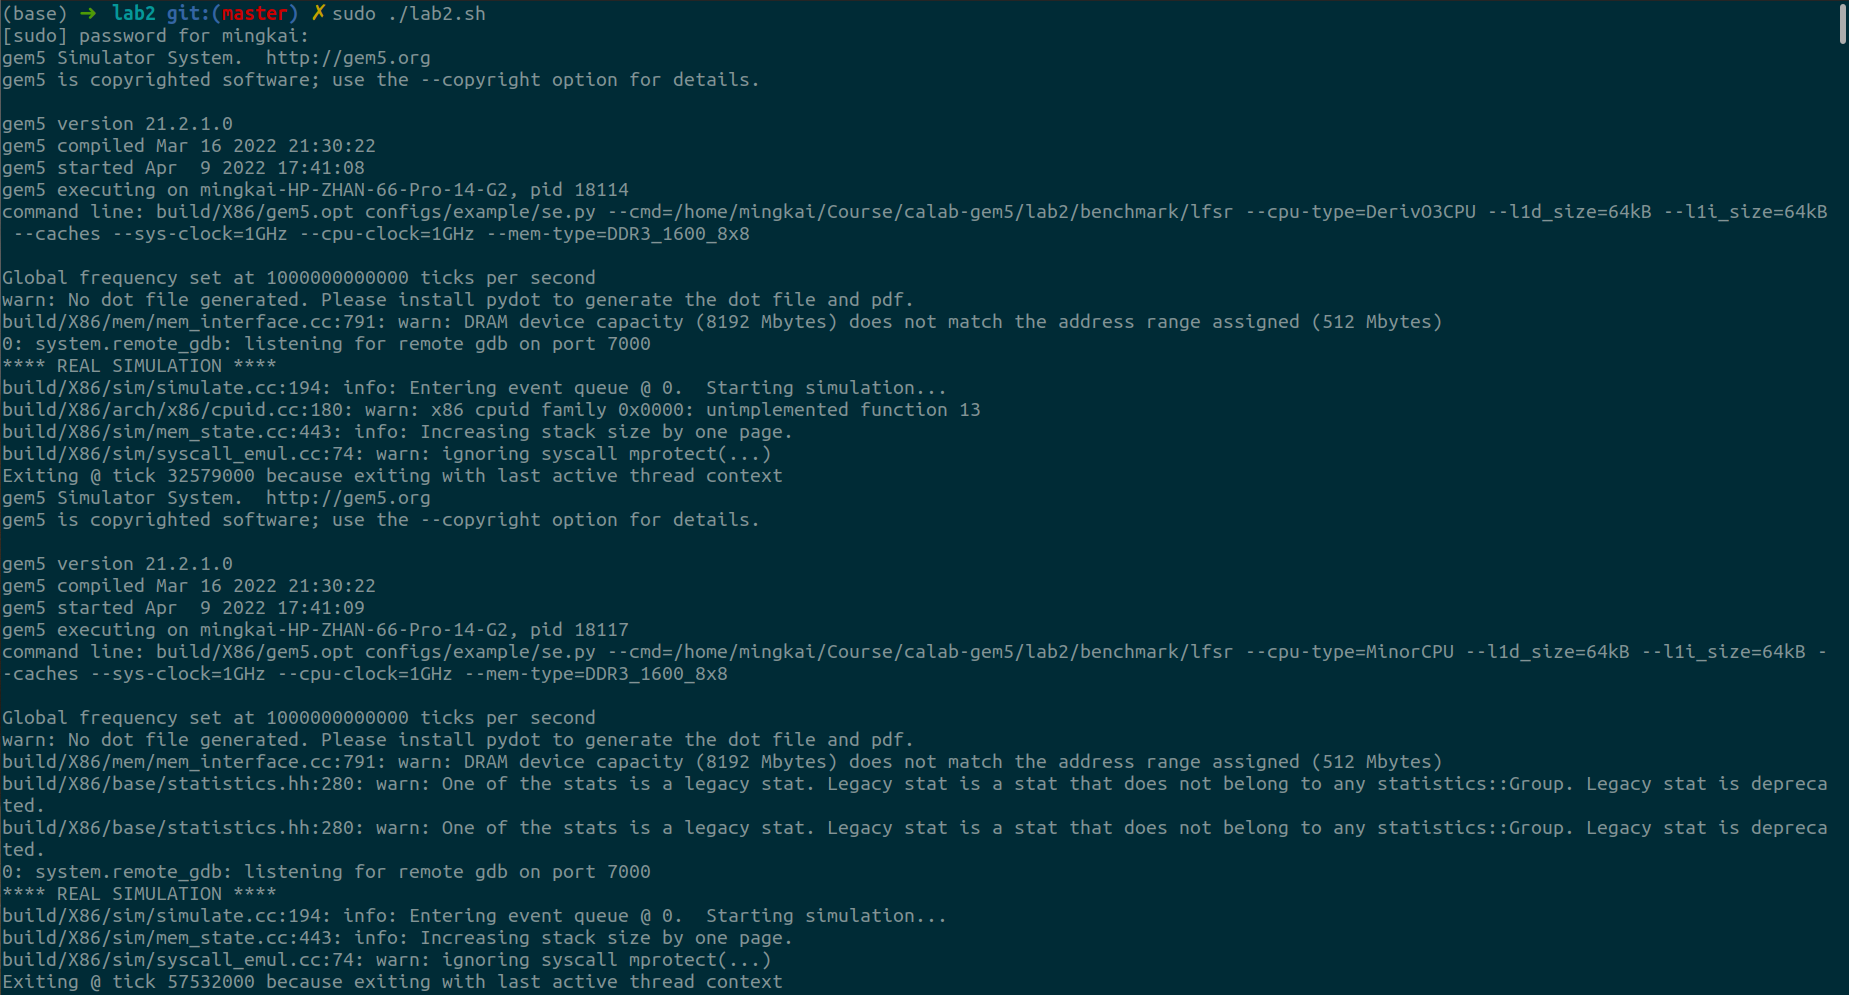 (base) ➜ lab2 git:(master) ✗ sudo ./lab2.sh
[sudo] password for mingkai:
gem5 Simulator System.  http://gem5.org
gem5 is copyrighted software; use the --copyright option for details.

gem5 version 21.2.1.0
gem5 compiled Mar 16 2022 21:30:22
gem5 started Apr  9 2022 17:41:08
gem5 executing on mingkai-HP-ZHAN-66-Pro-14-G2, pid 18114
command line: build/X86/gem5.opt configs/example/se.py --cmd=/home/mingkai/Course/calab-gem5/lab2/benchmark/lfsr --cpu-type=DerivO3CPU --l1d_size=64kB --l1i_size=64kB
 --caches --sys-clock=1GHz --cpu-clock=1GHz --mem-type=DDR3_1600_8x8

Global frequency set at 1000000000000 ticks per second
warn: No dot file generated. Please install pydot to generate the dot file and pdf.
build/X86/mem/mem_interface.cc:791: warn: DRAM device capacity (8192 Mbytes) does not match the address range assigned (512 Mbytes)
0: system.remote_gdb: listening for remote gdb on port 7000
**** REAL SIMULATION ****
build/X86/sim/simulate.cc:194: info: Entering event queue @ 0.  Starting simulation...
build/X86/arch/x86/cpuid.cc:180: warn: x86 cpuid family 0x0000: unimplemented function 13
build/X86/sim/mem_state.cc:443: info: Increasing stack size by one page.
build/X86/sim/syscall_emul.cc:74: warn: ignoring syscall mprotect(...)
Exiting @ tick 32579000 because exiting with last active thread context
gem5 Simulator System.  http://gem5.org
gem5 is copyrighted software; use the --copyright option for details.

gem5 version 21.2.1.0
gem5 compiled Mar 16 2022 21:30:22
gem5 started Apr  9 2022 17:41:09
gem5 executing on mingkai-HP-ZHAN-66-Pro-14-G2, pid 18117
command line: build/X86/gem5.opt configs/example/se.py --cmd=/home/mingkai/Course/calab-gem5/lab2/benchmark/lfsr --cpu-type=MinorCPU --l1d_size=64kB --l1i_size=64kB -
-caches --sys-clock=1GHz --cpu-clock=1GHz --mem-type=DDR3_1600_8x8

Global frequency set at 1000000000000 ticks per second
warn: No dot file generated. Please install pydot to generate the dot file and pdf.
build/X86/mem/mem_interface.cc:791: warn: DRAM device capacity (8192 Mbytes) does not match the address range assigned (512 Mbytes)
build/X86/base/statistics.hh:280: warn: One of the stats is a legacy stat. Legacy stat is a stat that does not belong to any statistics::Group. Legacy stat is depreca
ted.
build/X86/base/statistics.hh:280: warn: One of the stats is a legacy stat. Legacy stat is a stat that does not belong to any statistics::Group. Legacy stat is depreca
ted.
0: system.remote_gdb: listening for remote gdb on port 7000
**** REAL SIMULATION ****
build/X86/sim/simulate.cc:194: info: Entering event queue @ 0.  Starting simulation...
build/X86/sim/mem_state.cc:443: info: Increasing stack size by one page.
build/X86/sim/syscall_emul.cc:74: warn: ignoring syscall mprotect(...)
Exiting @ tick 57532000 because exiting with last active thread context